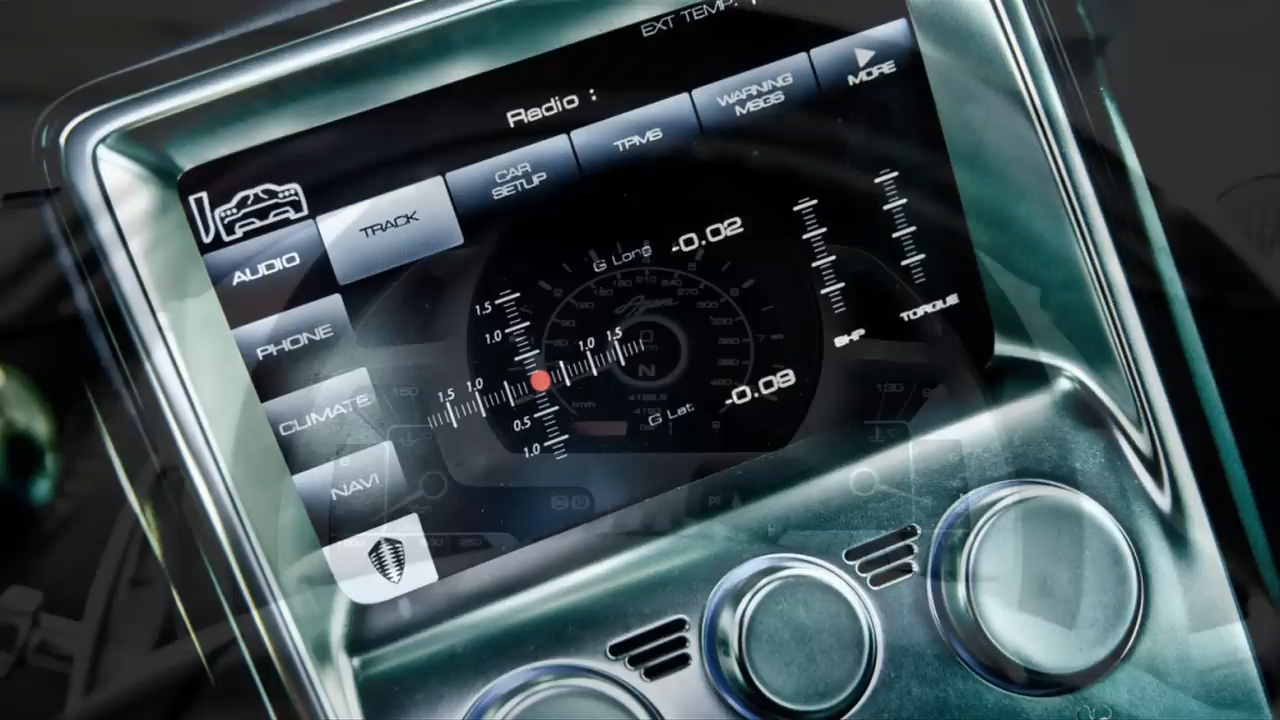 EXT TEMP:
Radio :
MORE
WARNING
MSGS
TPMS
CAR
SETUP
TRACK
AUDIO
PHONE
CLIMATE
NAVI
G Long -0.02
1.5
1.0
1.0 1.5
1.5 1.0
0.5
1.0
G Lat -0.09
BHP
TORQUE
Agera
N